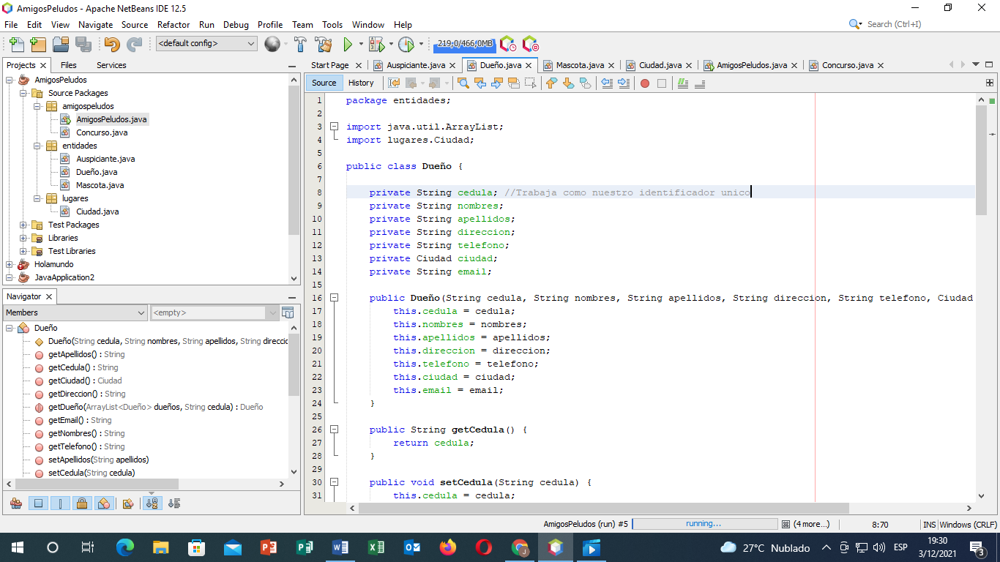 AmigosPeludos - Apache NetBeans IDE 12.5
File Edit View Navigate Source Refactor Run Debug Profile Team Tools Window Help
Search (Ctrl+I)
<default config>
219,0/466,0MB
Projects Files Services
Start Page Auspiciante.java Dueño.java Mascota.java Ciudad.java AmigosPeludos.java Concurso.java
Source History
AmigosPeludos
Source Packages
amigospeludos
AmigosPeludos.java
Concurso.java
entidades
Auspiciante.java
Dueño.java
Mascota.java
lugares
Ciudad.java
Test Packages
Libraries
Test Libraries
Holamundo
JavaApplication2
Navigator
Members <empty>
Dueño
Dueño(String cedula, String nombres, String apellidos, String direcci
getApellidos() : String
getCedula() : String
getCiudad() : Ciudad
getDireccion() : String
getDueño(ArrayList<Dueño> dueños, String cedula) : Dueño
getEmail() : String
getNombres() : String
getTelefono() : String
setApellidos(String apellidos)
setCedula(String cedula)
1 package entidades;
2
3 import java.util.ArrayList;
4 import lugares.Ciudad;
5
6 public class Dueño {
7
8 private String cedula; //Trabaja como nuestro identificador unico
9 private String nombres;
10 private String apellidos;
11 private String direccion;
12 private String telefono;
13 private Ciudad ciudad;
14 private String email;
15
16 public Dueño(String cedula, String nombres, String apellidos, String direccion, String telefono, Ciudad
17 this.cedula = cedula;
18 this.nombres = nombres;
19 this.apellidos = apellidos;
20 this.direccion = direccion;
21 this.telefono = telefono;
22 this.ciudad = ciudad;
23 this.email = email;
24 }
25
26 public String getCedula() {
27 return cedula;
28 }
29
30 public void setCedula(String cedula) {
31 this.cedula = cedula;
AmigosPeludos (run) #5 running... (4 more...) 8:70 INS Windows (CRLF)
27°C Nublado ESP 19:30
3/12/2021
3